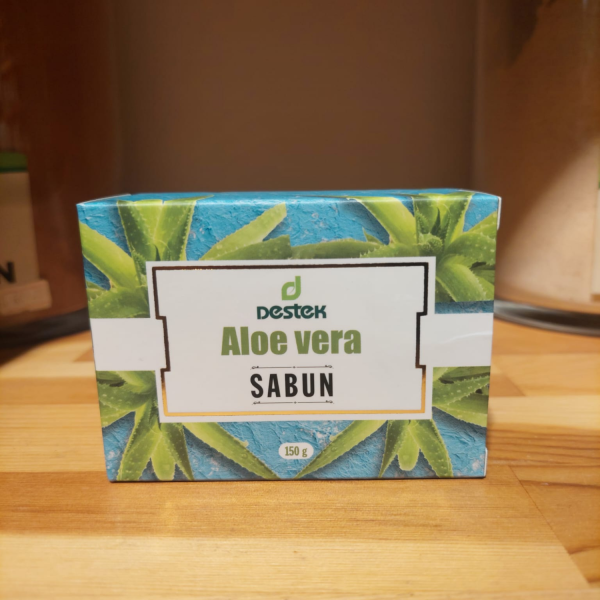 Destek
Aloe vera
SABUN
150 g
N